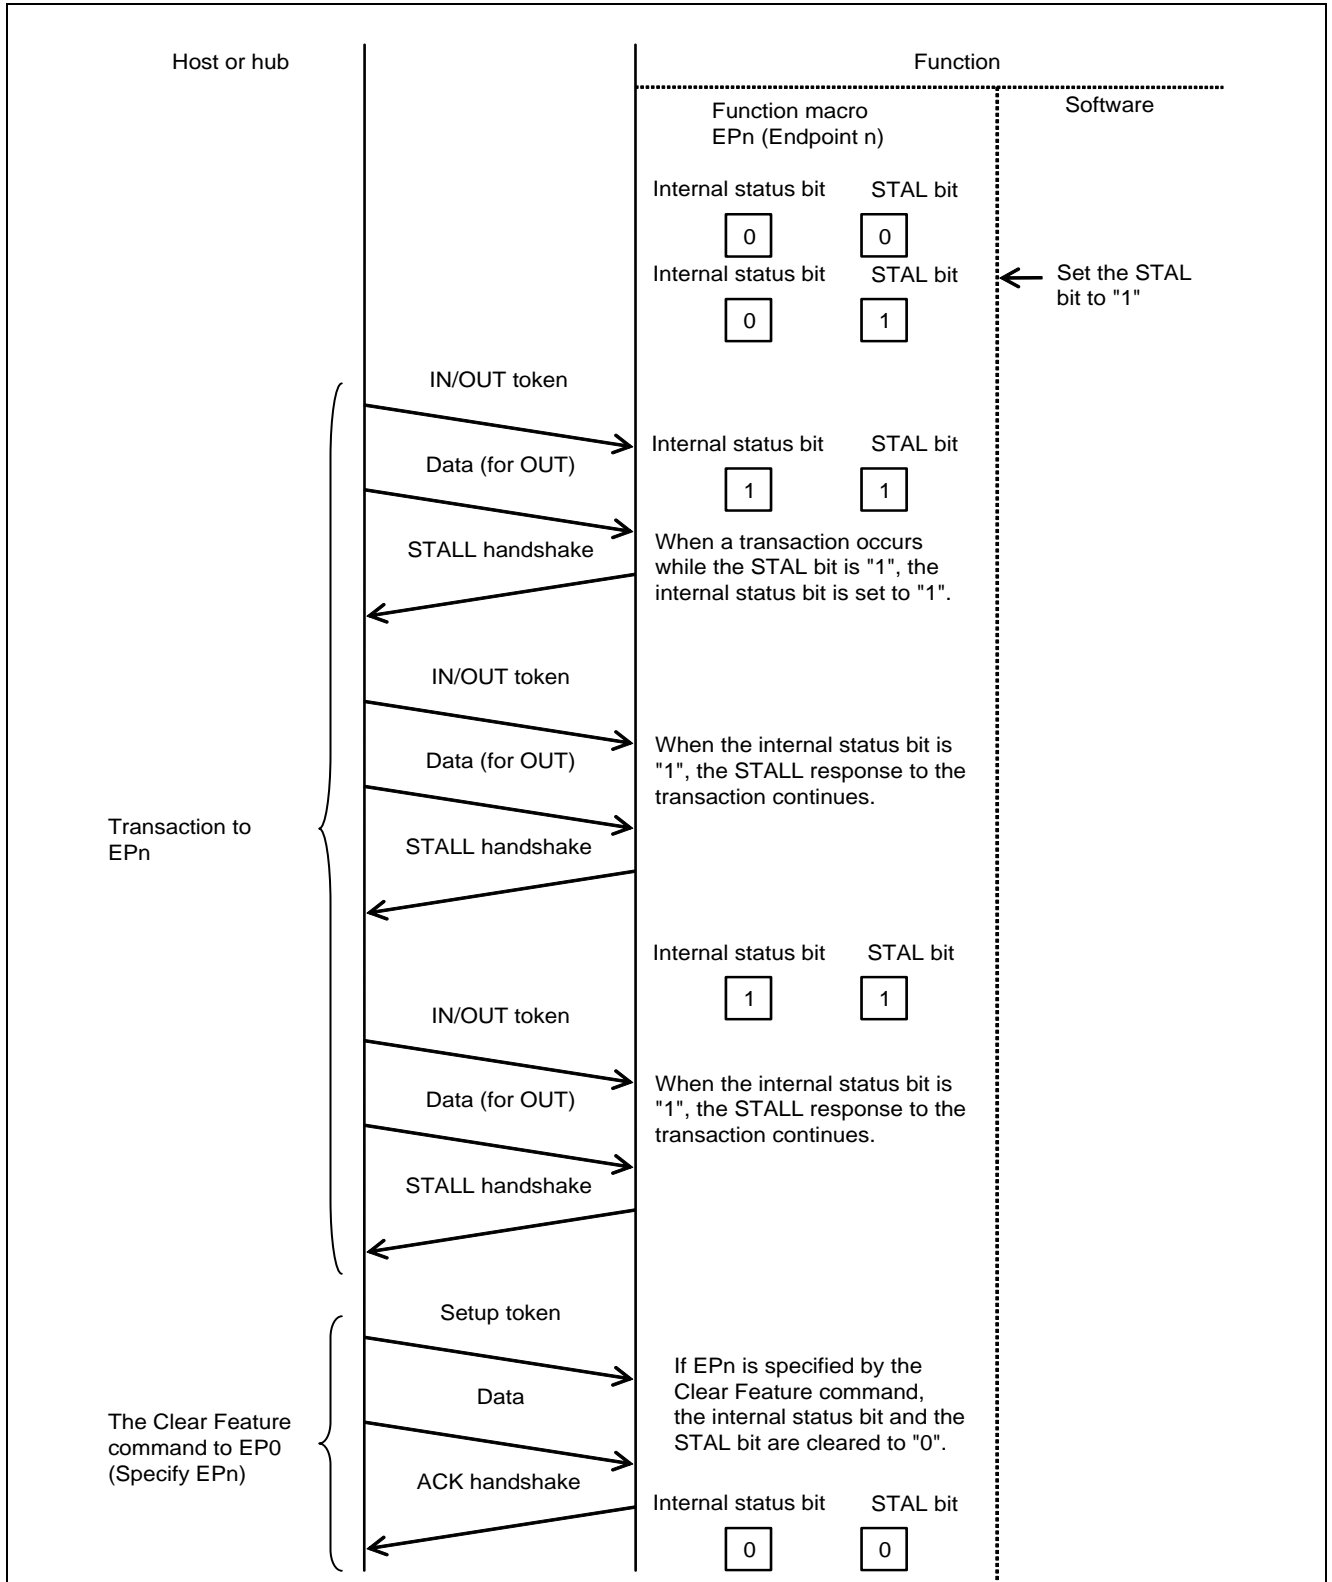 Host or hub
Function
Function macro
EPn (Endpoint n)
Software
Internal status bit STAL bit
0 0
Internal status bit STAL bit
Set the STAL
bit to "1"
0 1
IN/OUT token
Internal status bit STAL bit
Data (for OUT)
1 1
STALL handshake
When a transaction occurs
while the STAL bit is "1", the
internal status bit is set to "1".
IN/OUT token
Data (for OUT)
When the internal status bit is
"1", the STALL response to the
transaction continues.
Transaction to
EPn
STALL handshake
Internal status bit STAL bit
1 1
IN/OUT token
Data (for OUT)
When the internal status bit is
"1", the STALL response to the
transaction continues.
STALL handshake
Setup token
If EPn is specified by the
Clear Feature command,
the internal status bit and the
STAL bit are cleared to "0".
Data
The Clear Feature
command to EP0
(Specify EPn)
ACK handshake
Internal status bit STAL bit
0 0